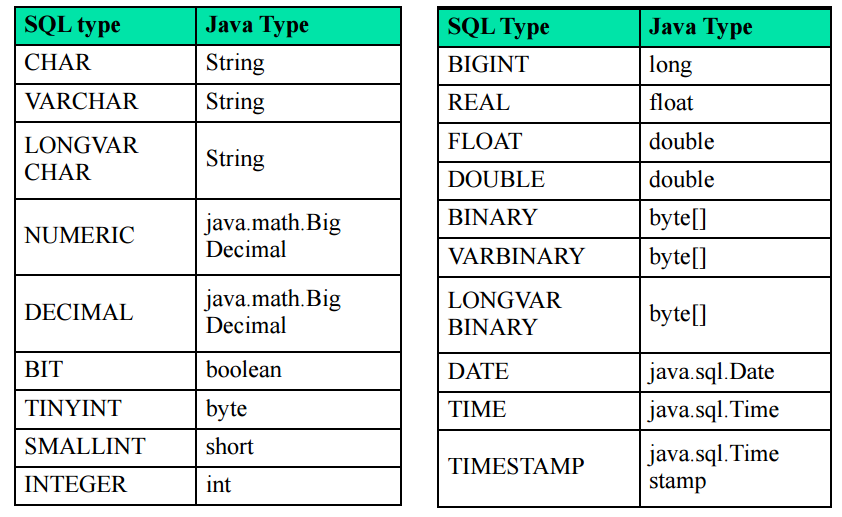 SQL type Java Type
CHAR String
VARCHAR String
LONGVAR
CHAR
String
NUMERIC
java.math.Big
Decimal
DECIMAL
java.math.Big
Decimal
BIT boolean
TINYINT byte
SMALLINT short
INTEGER int
SQL Type Java Type
BIGINT long
REAL float
FLOAT double
DOUBLE double
BINARY byte[]
VARBINARY byte[]
LONGVAR
BINARY
byte[]
DATE java.sql.Date
TIME java.sql.Time
TIMESTAMP
java.sql.Time
stamp